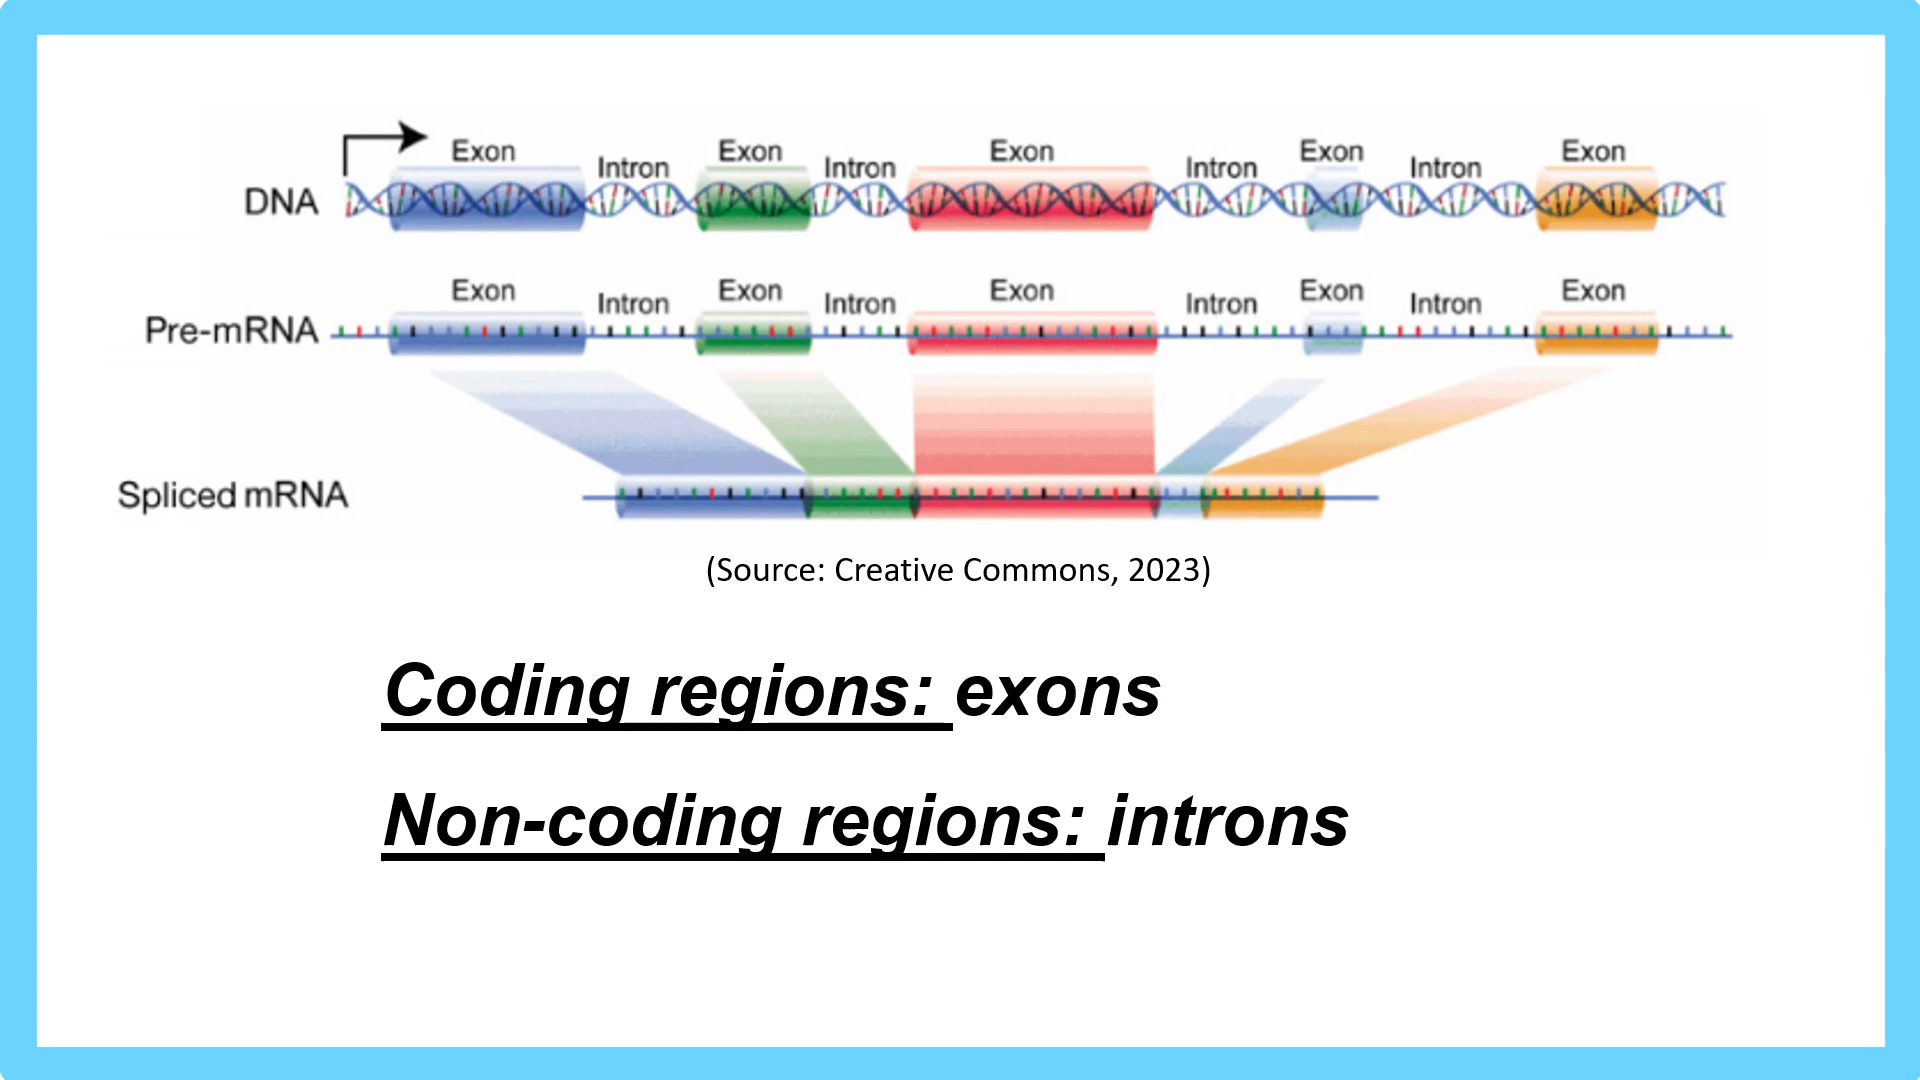 Exon Intron Exon Intron Exon Intron Exon Intron Exon
DNA
Exon Intron Exon Intron Exon Intron Exon Intron Exon
Pre-mRNA
Spliced mRNA
(Source: Creative Commons, 2023)
Coding regions: exons
Non-coding regions: introns